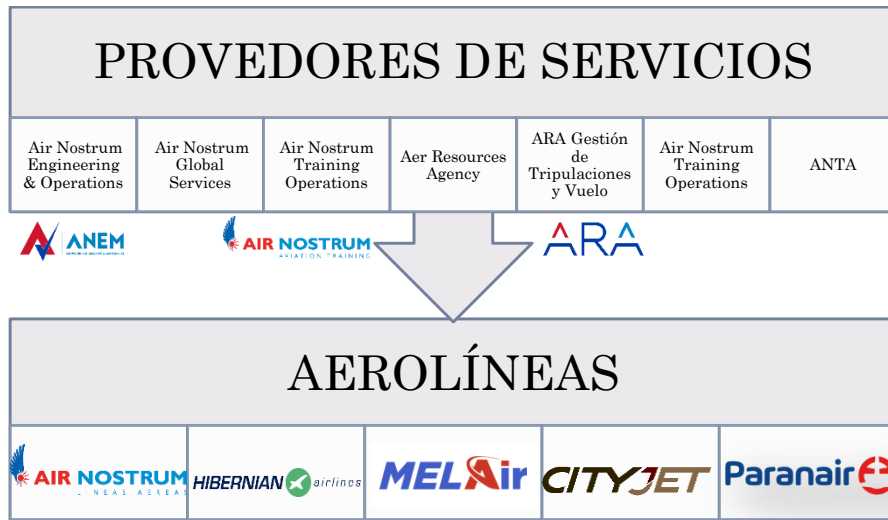 PROVEDORES DE SERVICIOS
Air Nostrum
Engineering
& Operations
Air Nostrum
Global
Services
Air Nostrum
Training
Operations
Aer Resources
Agency
ARA Gestión
de
Tripulaciones
y Vuelo
Air Nostrum
Training
Operations
ANTA
ANEM
AIR NOSTRUM
AVIATION TRAINING
ARA
AEROLÍNEAS
AIR NOSTRUM
LÍNEAS AÉREAS
HIBERNIAN airlines
MELAir
CITYJET
Paranair